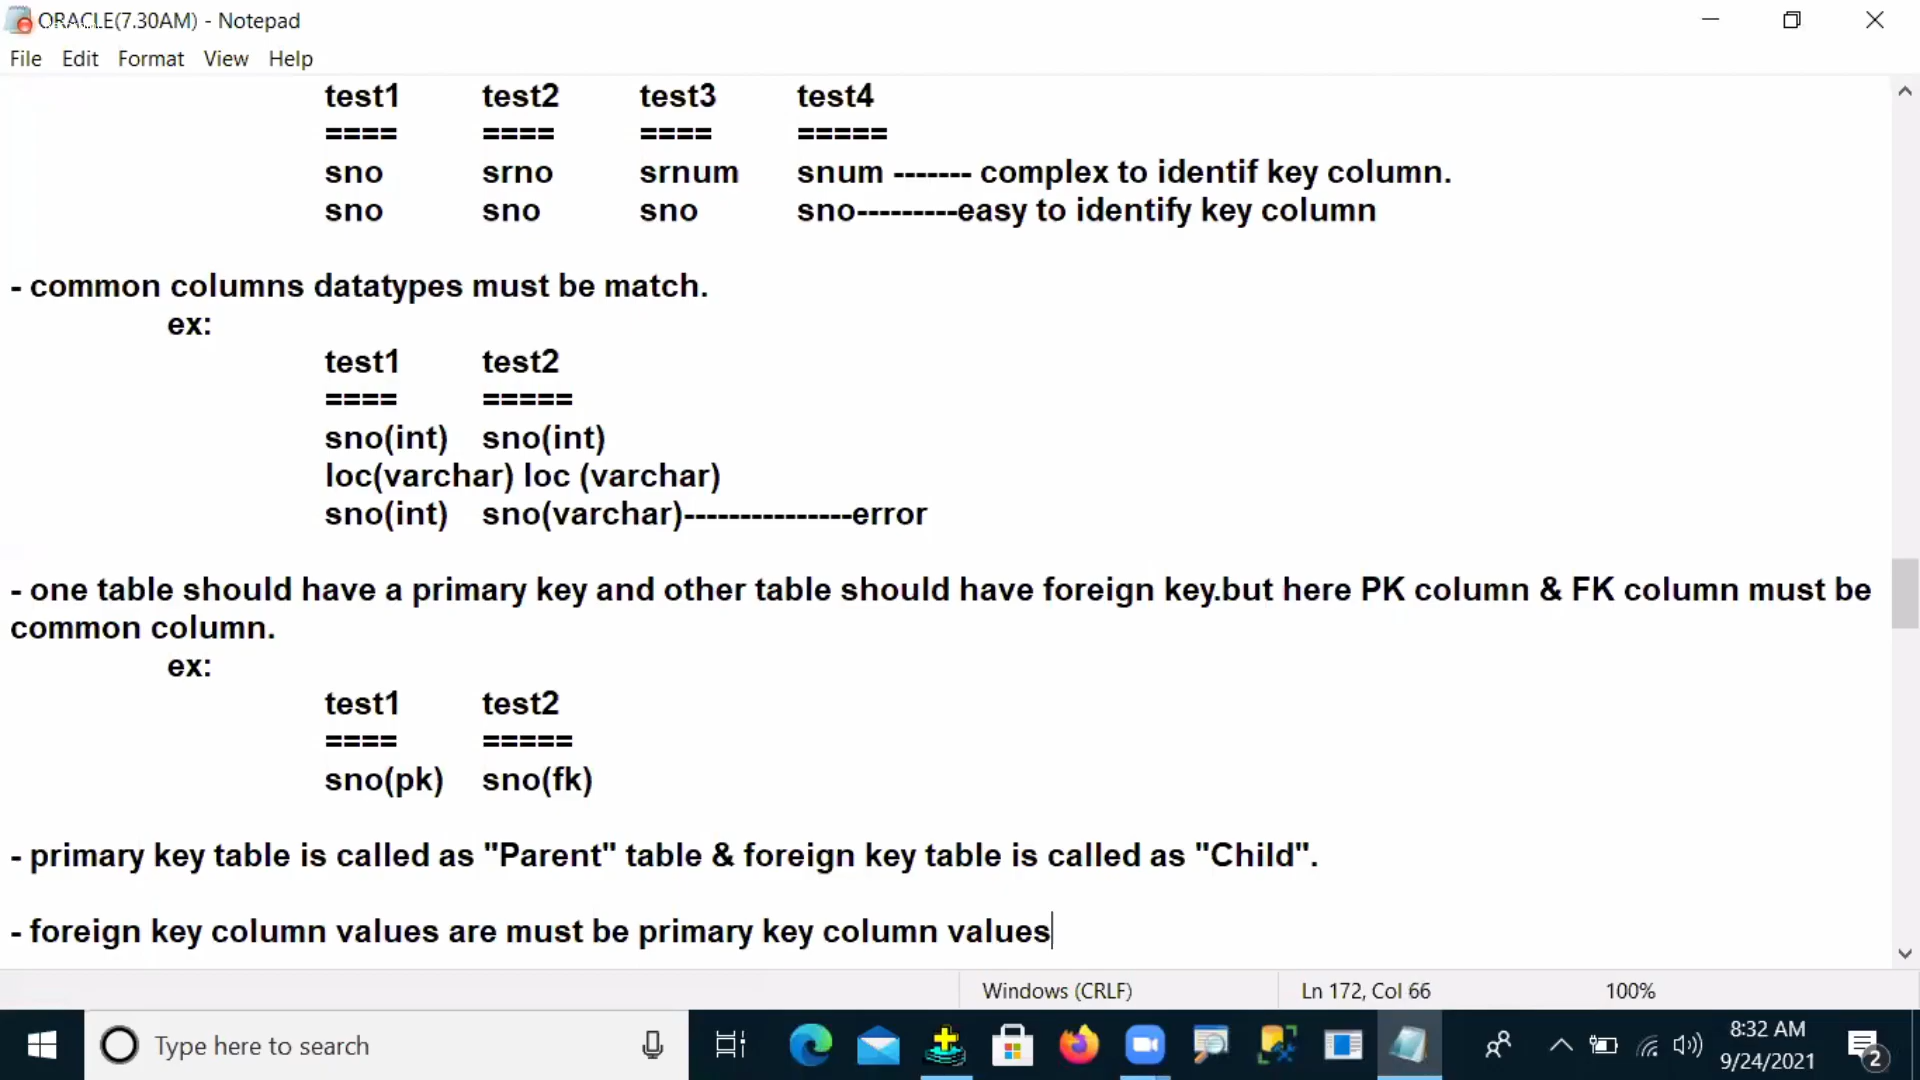 ORACLE(7.30AM) - Notepad
File Edit Format View Help
test1 test2 test3 test4
==== ==== ==== =====
sno srno srnum snum ------- complex to identif key column.
sno sno sno sno---------easy to identify key column
- common columns datatypes must be match.
ex:
test1 test2
==== =====
sno(int) sno(int)
loc(varchar) loc (varchar)
sno(int) sno(varchar)---------------error
- one table should have a primary key and other table should have foreign key.but here PK column & FK column must be
common column.
ex:
test1 test2
==== =====
sno(pk) sno(fk)
- primary key table is called as "Parent" table & foreign key table is called as "Child".
- foreign key column values are must be primary key column values
Windows (CRLF) Ln 172, Col 66 100%
Type here to search
8:32 AM
9/24/2021
2